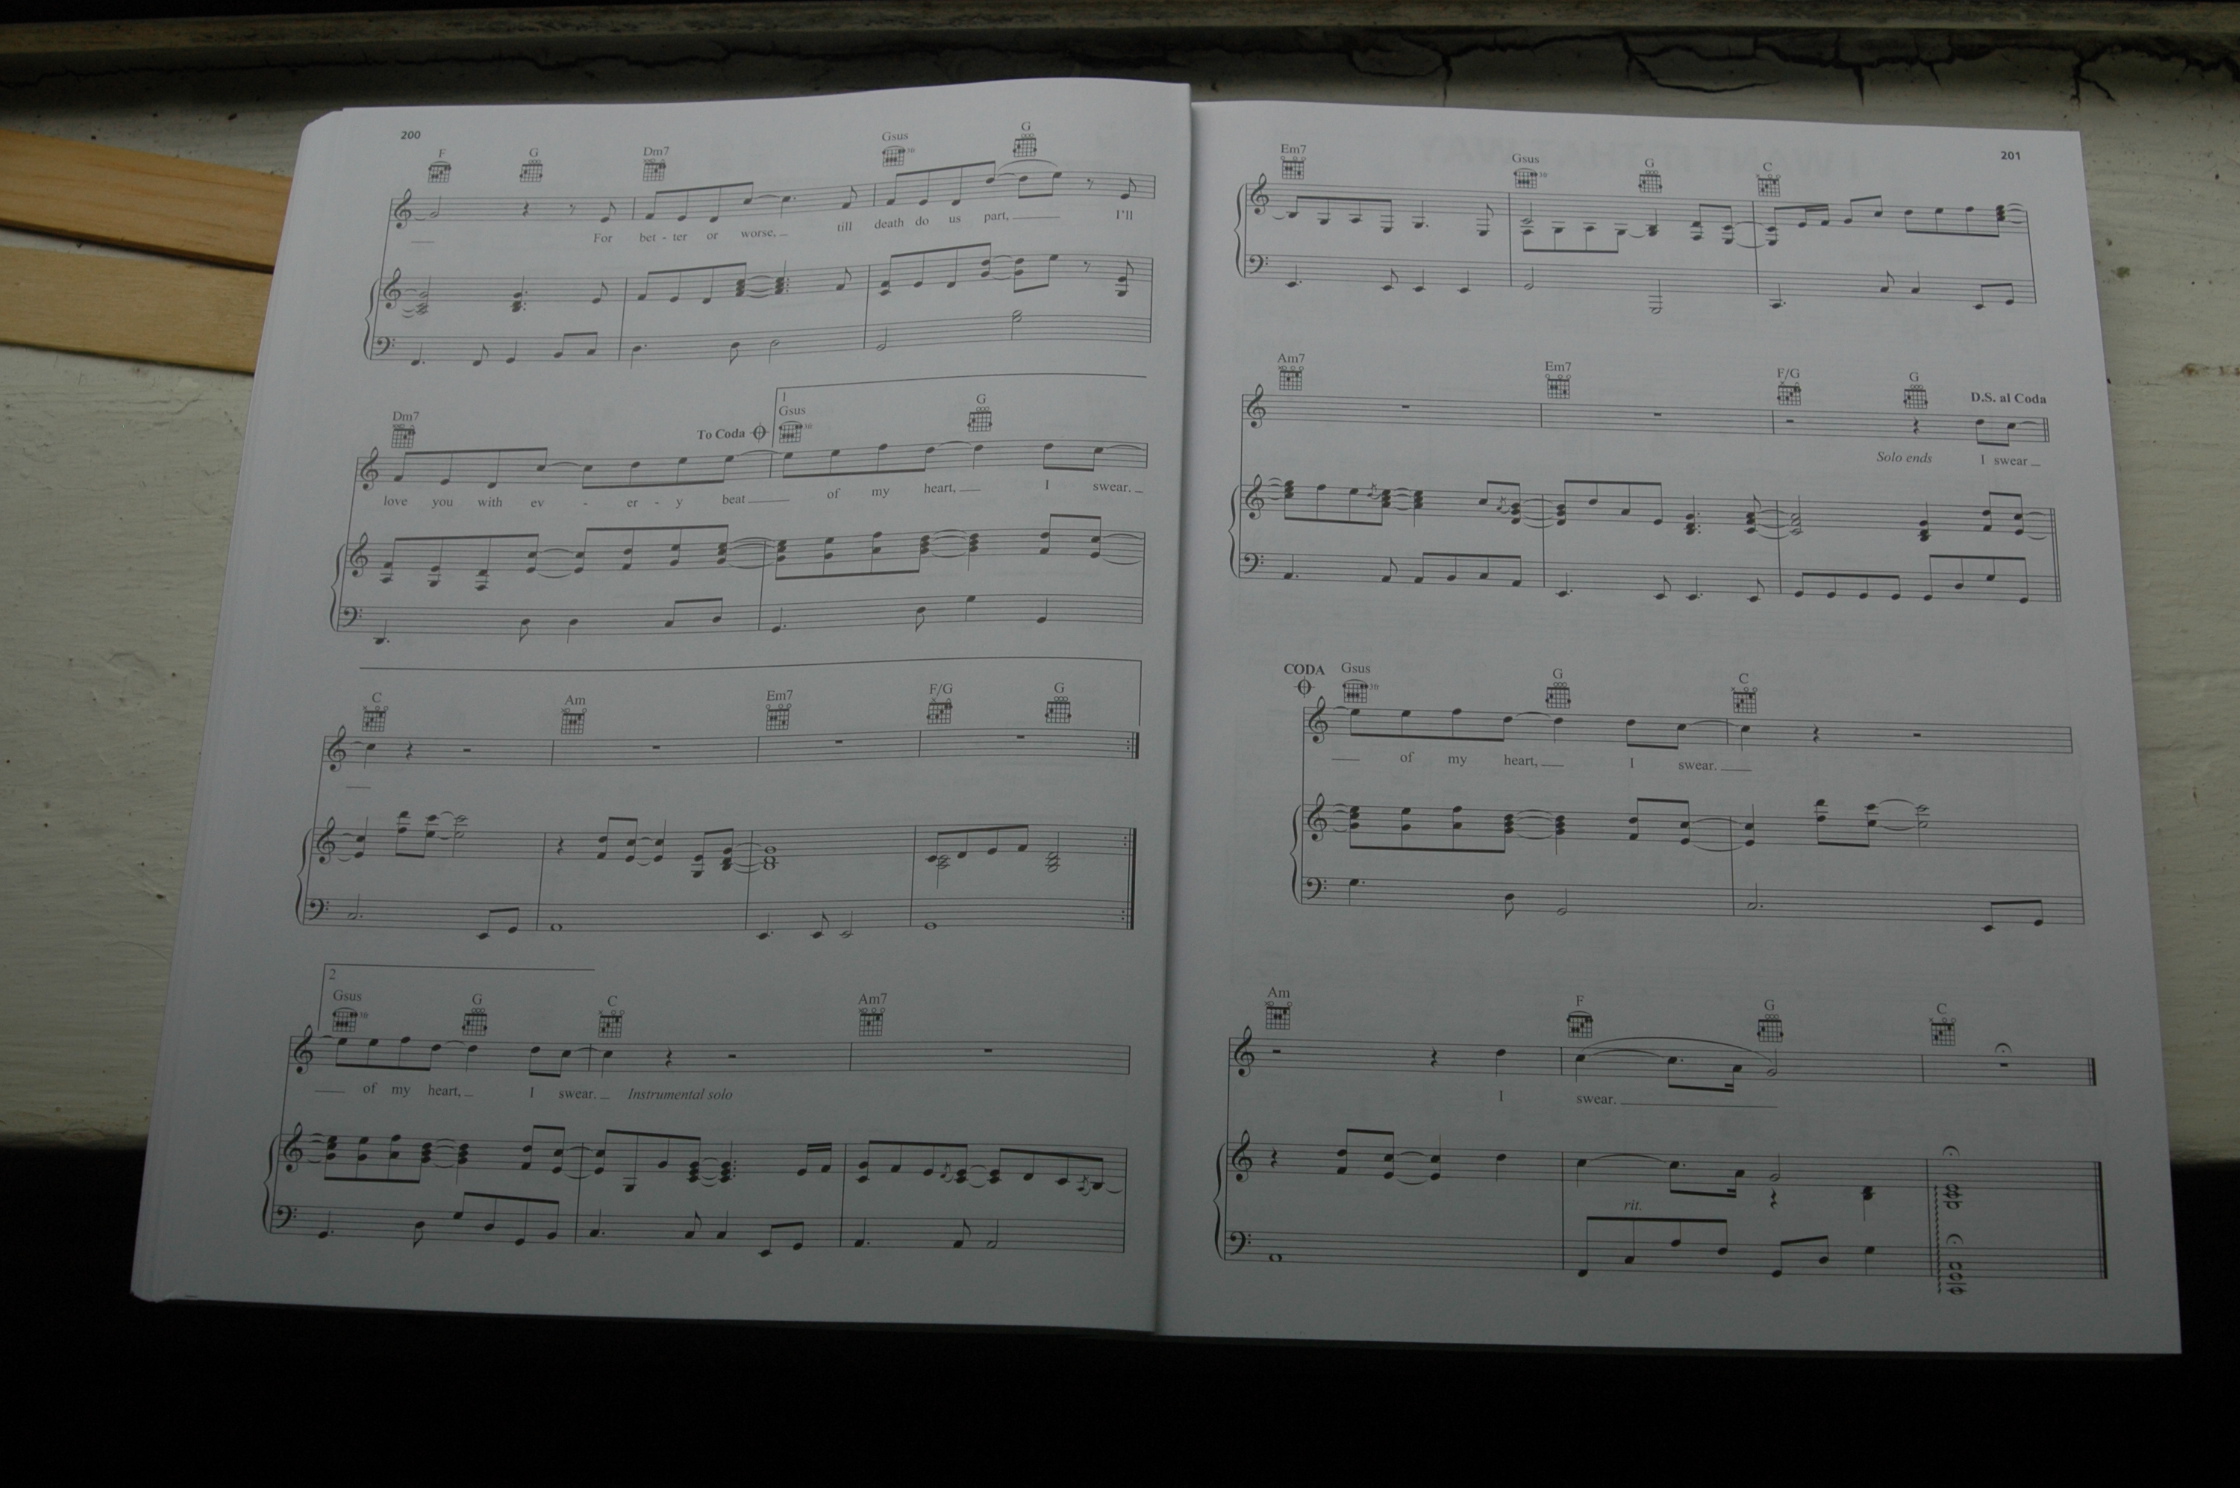 200
F G Dm7 Gsus G
For bet - ter or worse, till death do us part, I'll
Dm7 To Coda 1 Gsus G
love you with ev - er - y beat of my heart, I swear.
C Am Em7 F/G G
2
Gsus G C Am7
of my heart, I swear. Instrumental solo
201
Em7 Gsus G C
Am7 Em7 F/G G D.S. al Coda
Solo ends I swear
CODA Gsus G C
of my heart, I swear.
Am F G C
I swear.
rit.